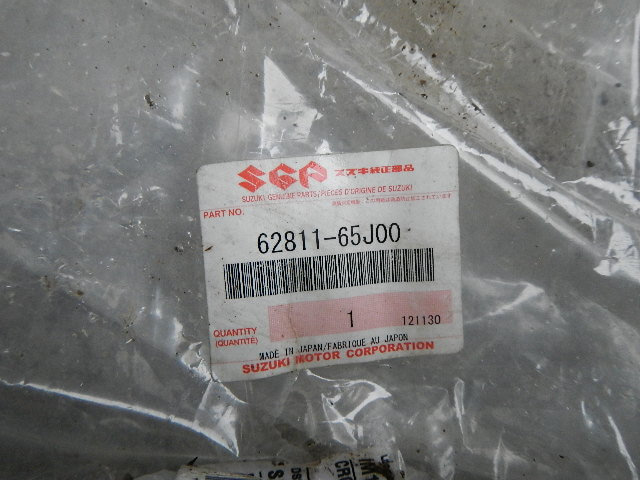 SGP スズキ純正部品
SUZUKI GENUINE PARTS/PIECES D'ORIGINE DE SUZUKI
PART NO.
62811-65J00
QUANTITY
(QUANTITÉ)
1
121130
MADE IN JAPAN/FABRIQUE AU JAPON
SUZUKI MOTOR CORPORATION